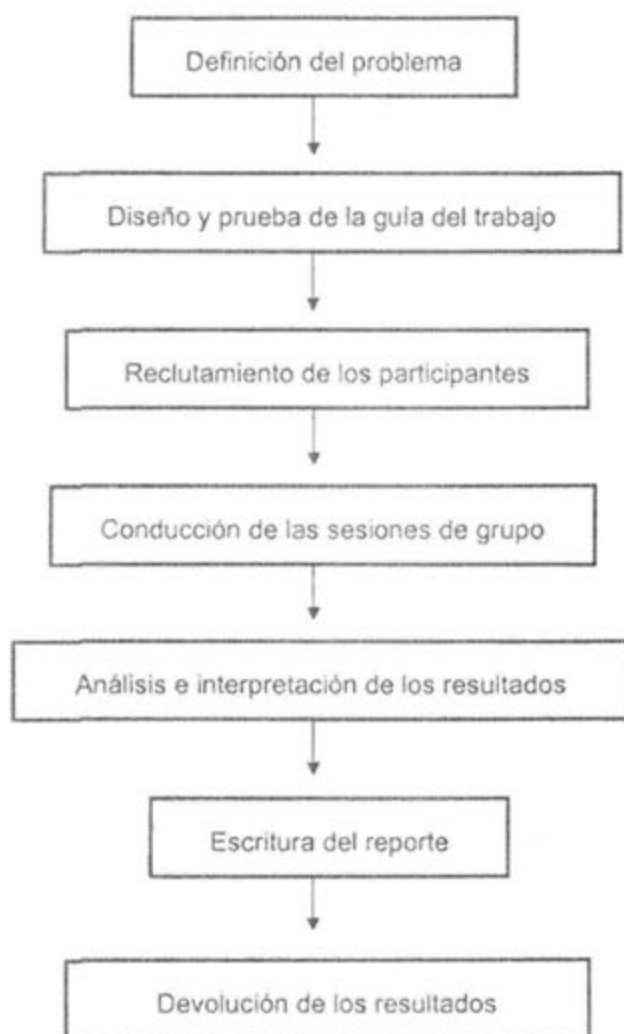 Definición del problema
Diseño y prueba de la guía del trabajo
Reclutamiento de los participantes
Conducción de las sesiones de grupo
Análisis e interpretación de los resultados
Escritura del reporte
Devolución de los resultados